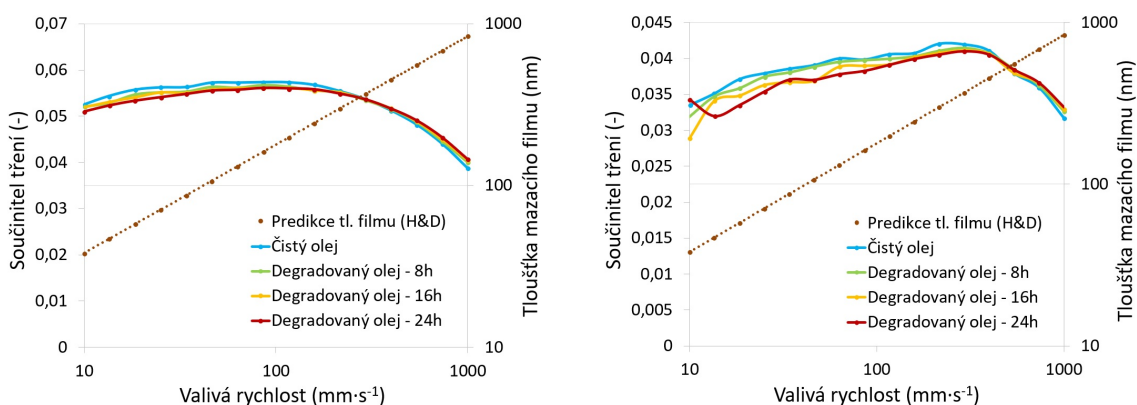 0,07
0,06
0,05
0,04
0,03
0,02
0,01
0
Součinitel tření (-)
1000
100
10
Tloušťka mazacího filmu (nm)
Predikce tl. filmu (H&D)
Čistý olej
Degradovaný olej - 8h
Degradovaný olej - 16h
Degradovaný olej - 24h
10
100
1000
Valivá rychlost (mm·s⁻¹)
0,045
0,04
0,035
0,03
0,025
0,02
0,015
0,01
0,005
0
Součinitel tření (-)
1000
100
10
Tloušťka mazacího filmu (nm)
Predikce tl. filmu (H&D)
Čistý olej
Degradovaný olej - 8h
Degradovaný olej - 16h
Degradovaný olej - 24h
10
100
1000
Valivá rychlost (mm·s⁻¹)